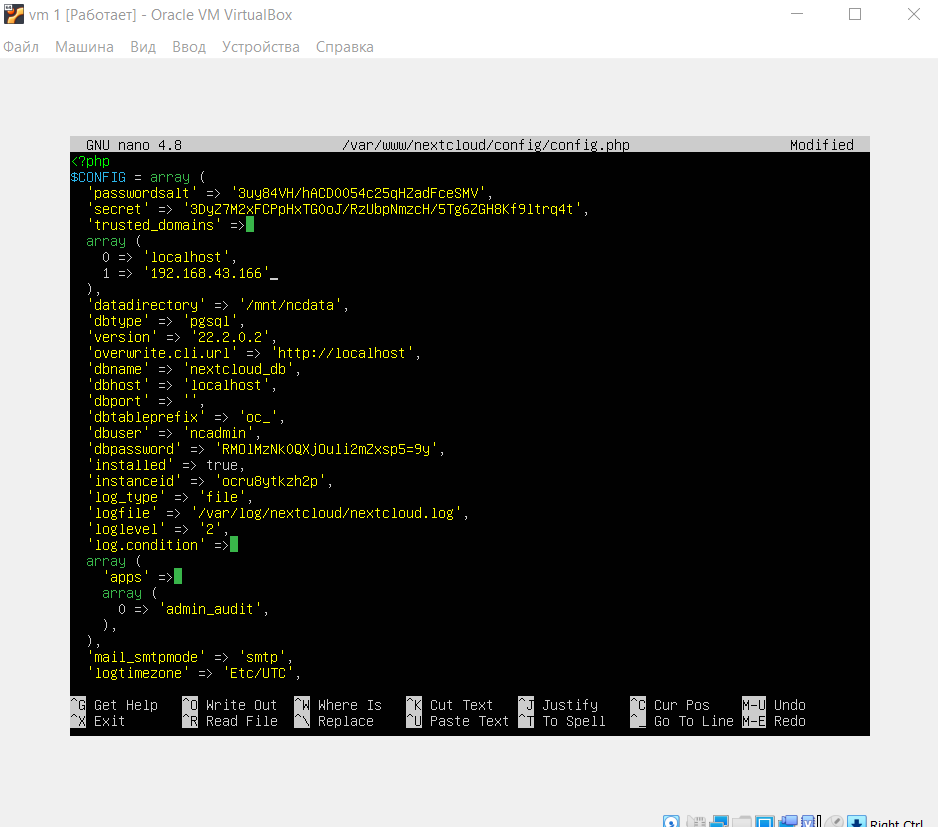 vm 1 [Работает] - Oracle VM VirtualBox
Файл Машина Вид Ввод Устройства Справка
GNU nano 4.8 /var/www/nextcloud/config/config.php Modified
<?php
$CONFIG = array (
'passwordsalt' => '3uy84VH/hACD0054c25qHZadFceSMV',
'secret' => '3DyZ7M2xFCPpHxTG0oJ/RzUbpNmzcH/5Tg6ZGH8Kf9ltrq4t',
'trusted_domains' =>
array (
0 => 'localhost',
1 => '192.168.43.166'_
),
'datadirectory' => '/mnt/ncdata',
'dbtype' => 'pgsql',
'version' => '22.2.0.2',
'overwrite.cli.url' => 'http://localhost',
'dbname' => 'nextcloud_db',
'dbhost' => 'localhost',
'dbport' => '',
'dbtableprefix' => 'oc_',
'dbuser' => 'ncadmin',
'dbpassword' => 'RMOlMzNk0QXjOuli2mZxsp5=9y',
'installed' => true,
'instanceid' => 'ocru8ytkzh2p',
'log_type' => 'file',
'logfile' => '/var/log/nextcloud/nextcloud.log',
'loglevel' => '2',
'log.condition' =>
array (
'apps' =>
array (
0 => 'admin_audit',
),
),
'mail_smtpmode' => 'smtp',
'logtimezone' => 'Etc/UTC',
^G Get Help ^O Write Out ^W Where Is ^K Cut Text ^J Justify ^C Cur Pos M-U Undo
^X Exit ^R Read File ^\ Replace ^U Paste Text ^T To Spell ^_ Go To Line M-E Redo
Right Ctrl